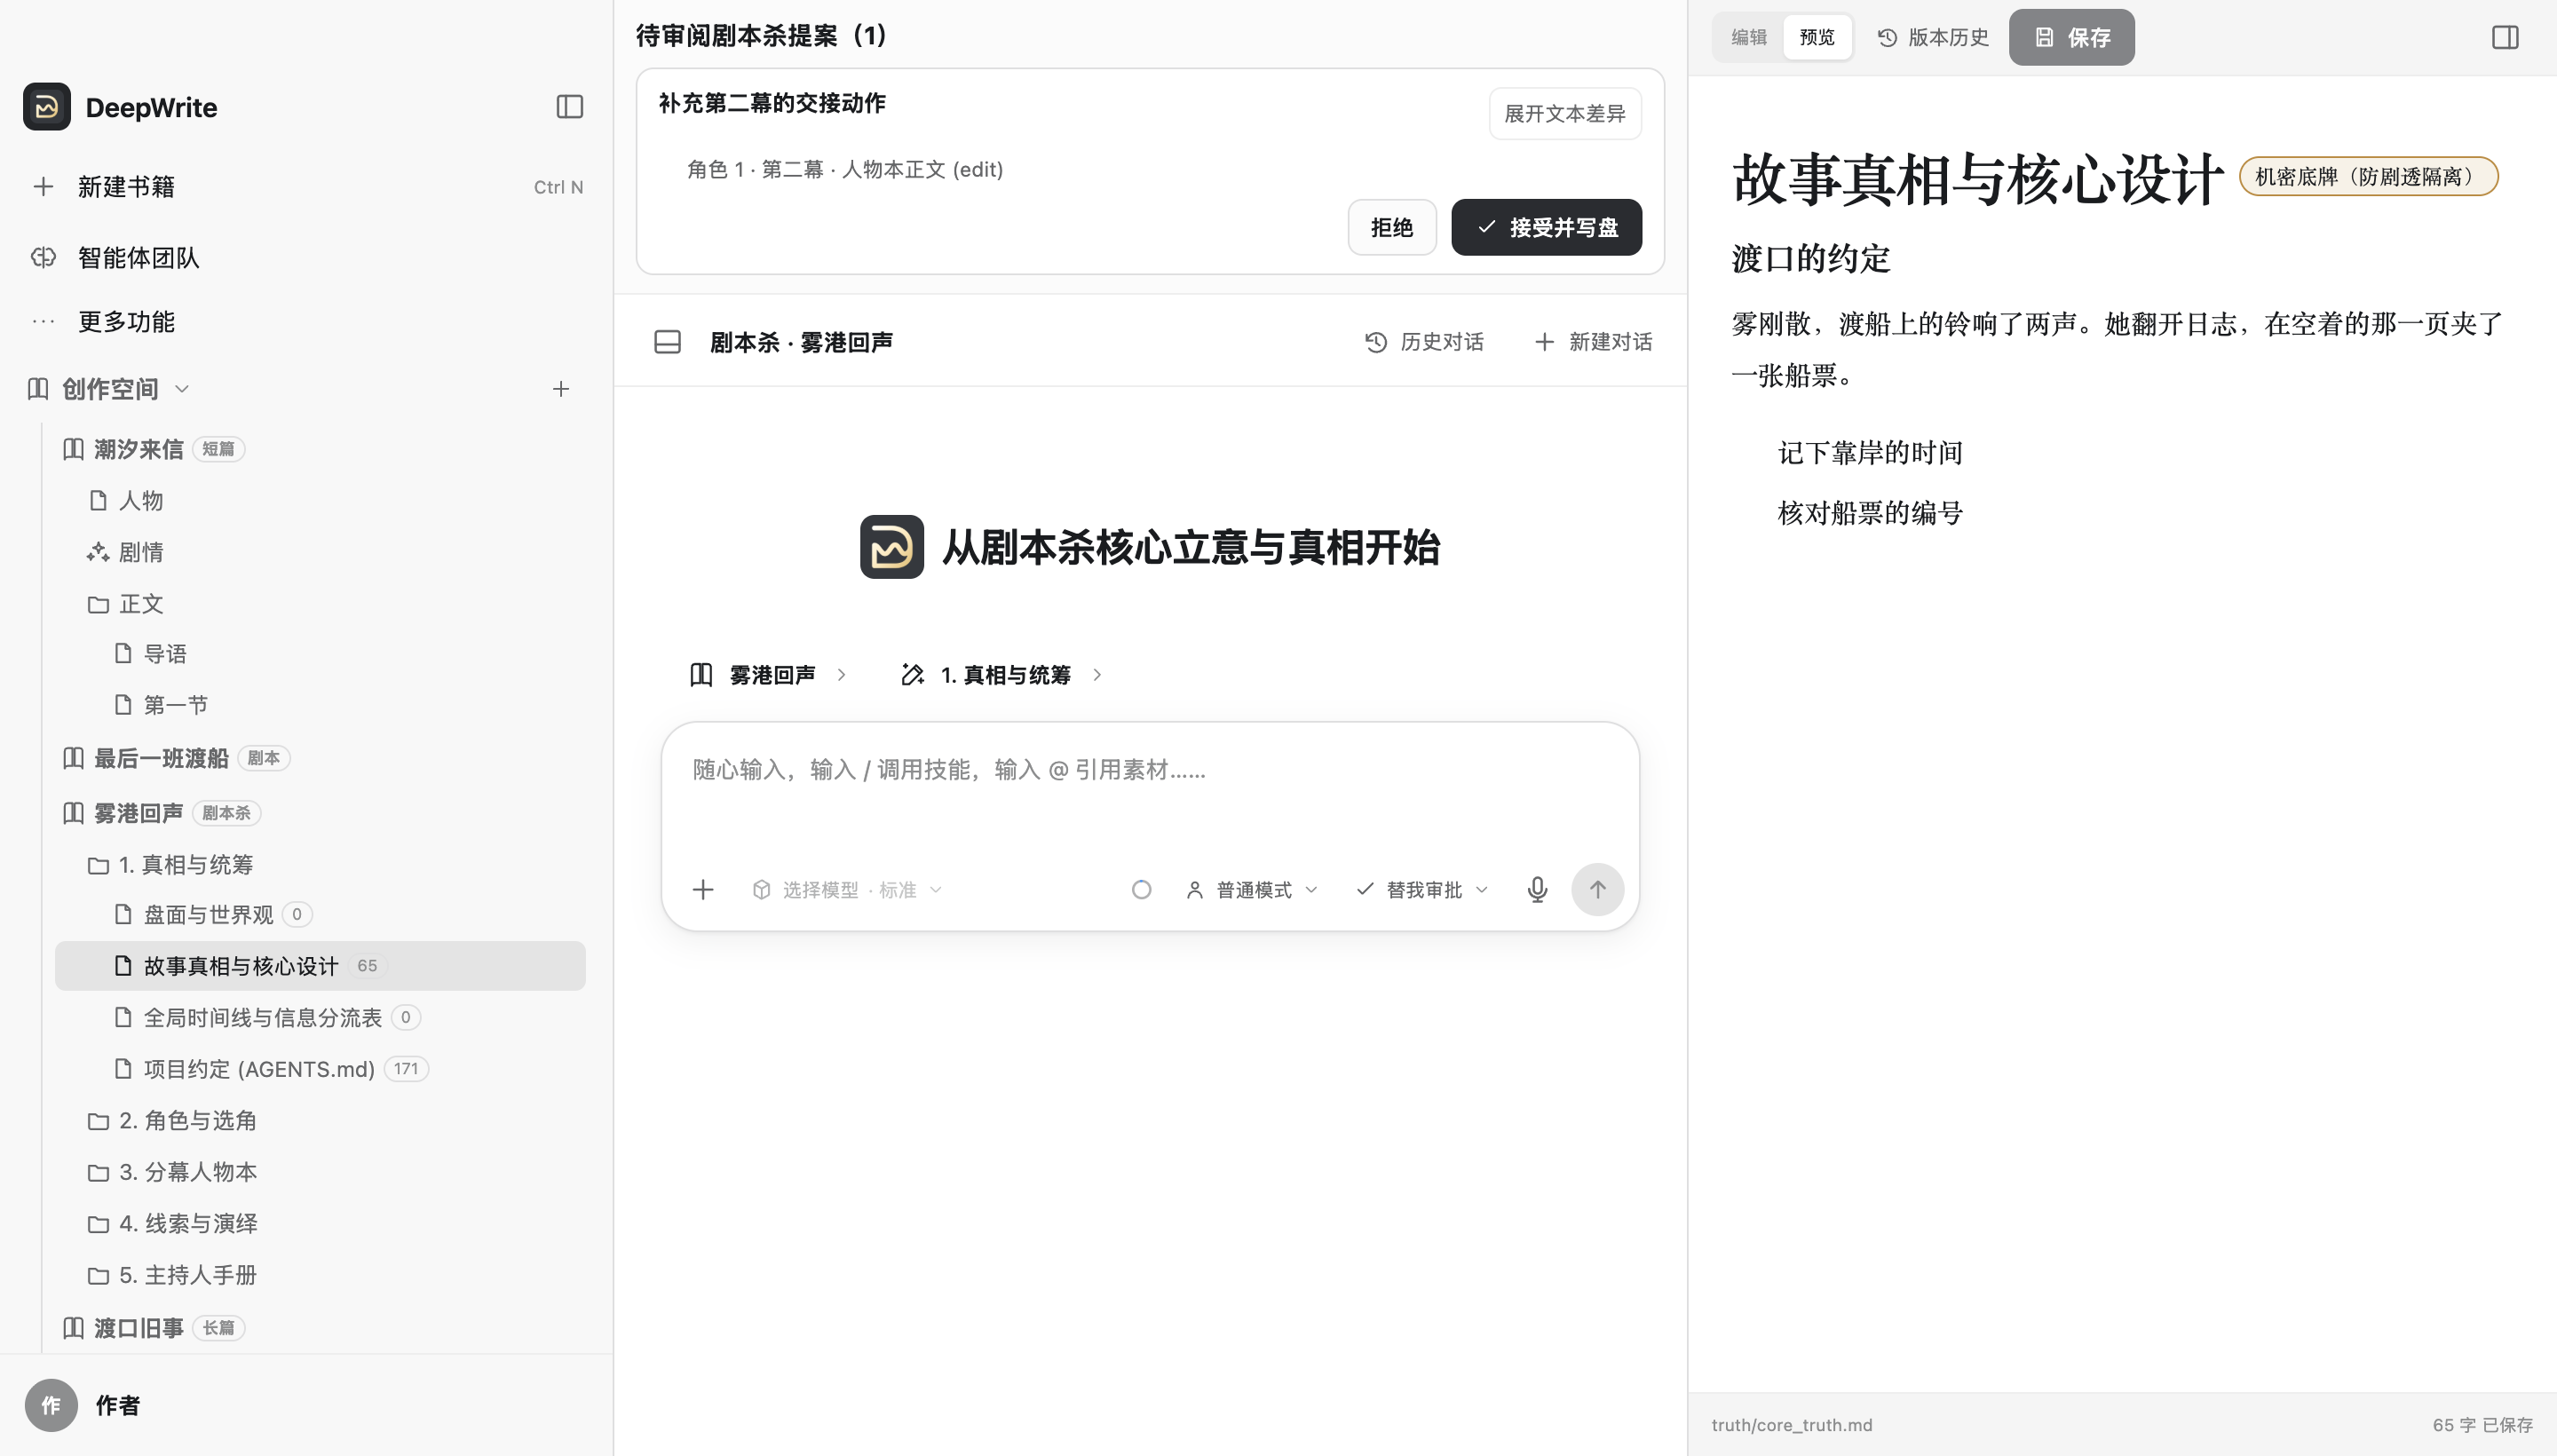 DeepWrite
新建书籍
Ctrl N
智能体团队
更多功能
创作空间
潮汐来信 短篇
人物
剧情
正文
导语
第一节
最后一班渡船 剧本
雾港回声 剧本杀
1. 真相与统筹
盘面与世界观 0
故事真相与核心设计 65
全局时间线与信息分流表 0
项目约定 (AGENTS.md) 171
2. 角色与选角
3. 分幕人物本
4. 线索与演绎
5. 主持人手册
渡口旧事 长篇
作 作者
待审阅剧本杀提案（1）
补充第二幕的交接动作
展开文本差异
角色 1 · 第二幕 · 人物本正文 (edit)
拒绝
接受并写盘
剧本杀 · 雾港回声
历史对话
新建对话
从剧本杀核心立意与真相开始
雾港回声
1. 真相与统筹
随心输入，输入 / 调用技能，输入 @ 引用素材……
选择模型 · 标准
普通模式
替我审批
编辑
预览
版本历史
保存
故事真相与核心设计
机密底牌（防剧透隔离）
渡口的约定
雾刚散，渡船上的铃响了两声。她翻开日志，在空着的那一页夹了
一张船票。
记下靠岸的时间
核对船票的编号
truth/core_truth.md
65 字 已保存